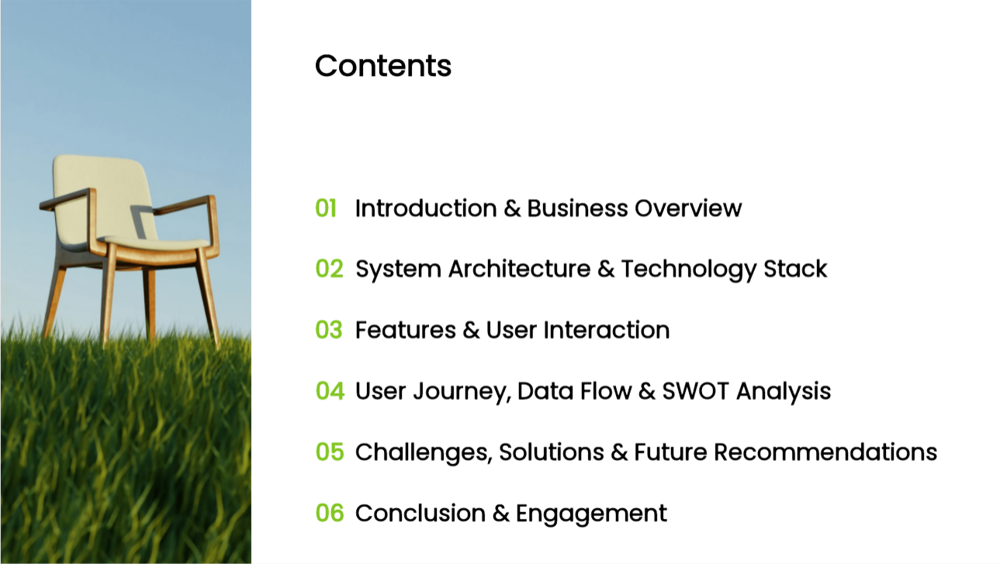 Contents
01 Introduction & Business Overview
02 System Architecture & Technology Stack
03 Features & User Interaction
04 User Journey, Data Flow & SWOT Analysis
05 Challenges, Solutions & Future Recommendations
06 Conclusion & Engagement